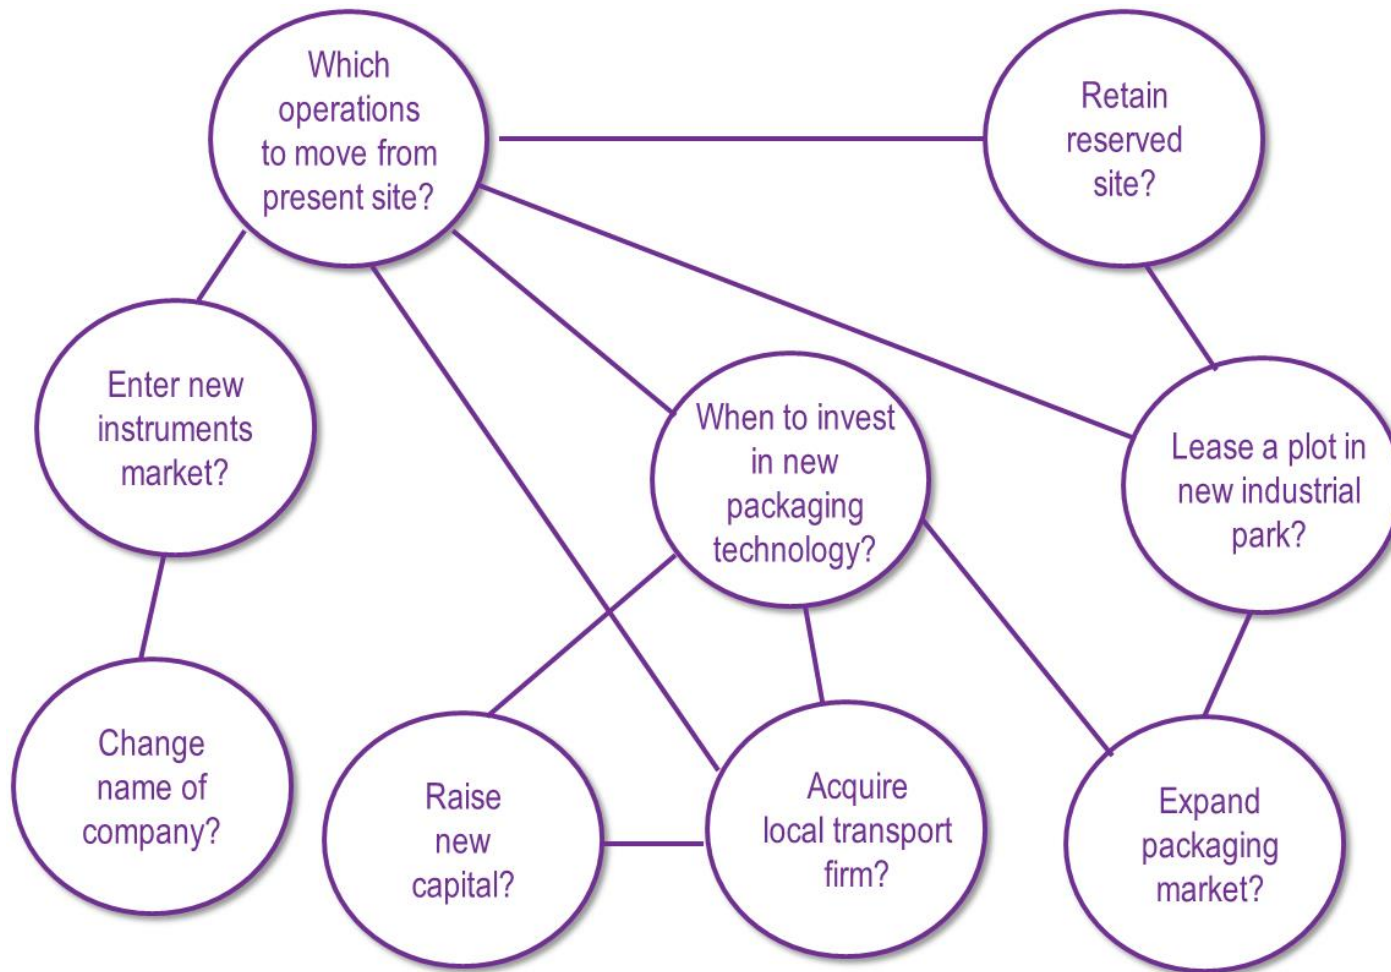 Which
operations
to move from
present site?
Retain
reserved
site?
Enter new
instruments
market?
When to invest
in new
packaging
technology?
Lease a plot in
new industrial
park?
Change
name of
company?
Raise
new
capital?
Acquire
local transport
firm?
Expand
packaging
market?